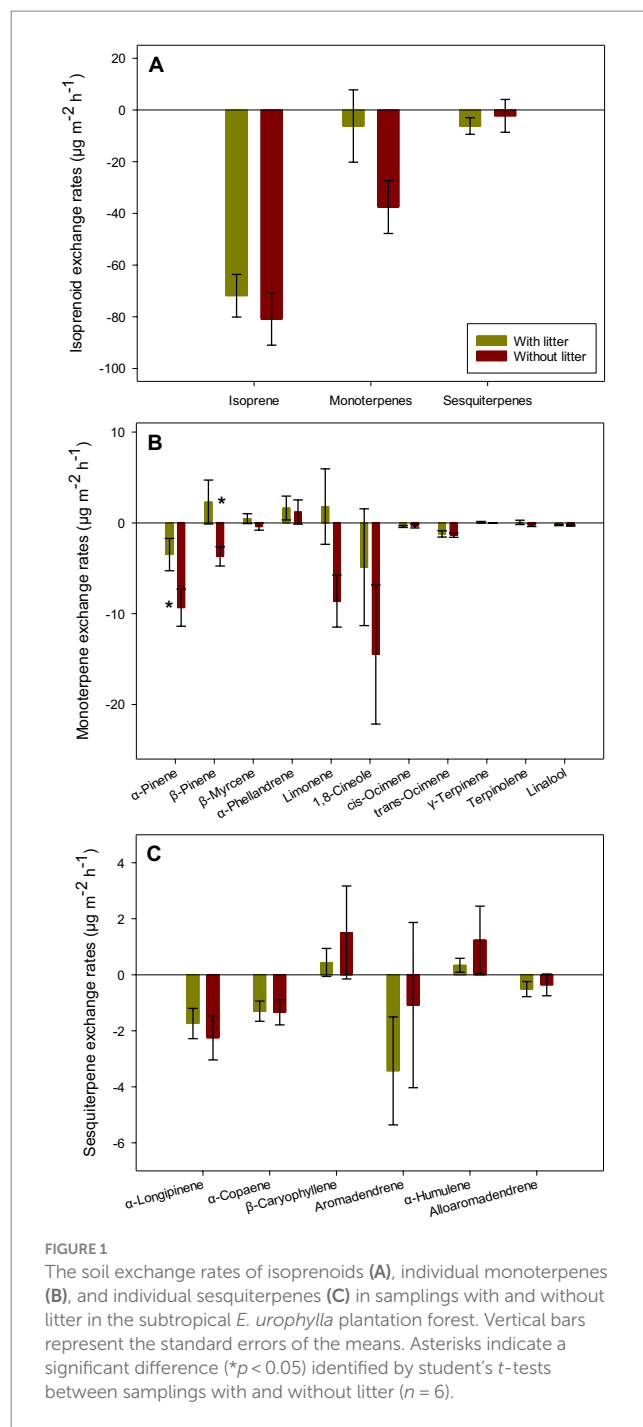 A
Isoprenoid exchange rates (µg m-2 h-1)
20
0
-20
-40
-60
-80
-100
With litter
Without litter
Isoprene Monoterpenes Sesquiterpenes
B
Monoterpene exchange rates (µg m-2 h-1)
10
0
-10
-20
*
*
α-Pinene
β-Pinene
β-Myrcene
α-Phellandrene
Limonene
1,8-Cineole
cis-Ocimene
trans-Ocimene
γ-Terpinene
Terpinolene
Linalool
C
Sesquiterpene exchange rates (µg m-2 h-1)
4
2
0
-2
-4
-6
α-Longipinene
α-Copaene
β-Caryophyllene
Aromadendrene
α-Humulene
Alloaromadendrene
FIGURE 1
The soil exchange rates of isoprenoids (A), individual monoterpenes
(B), and individual sesquiterpenes (C) in samplings with and without
litter in the subtropical E. urophylla plantation forest. Vertical bars
represent the standard errors of the means. Asterisks indicate a
significant difference (*p < 0.05) identified by student's t-tests
between samplings with and without litter (n = 6).